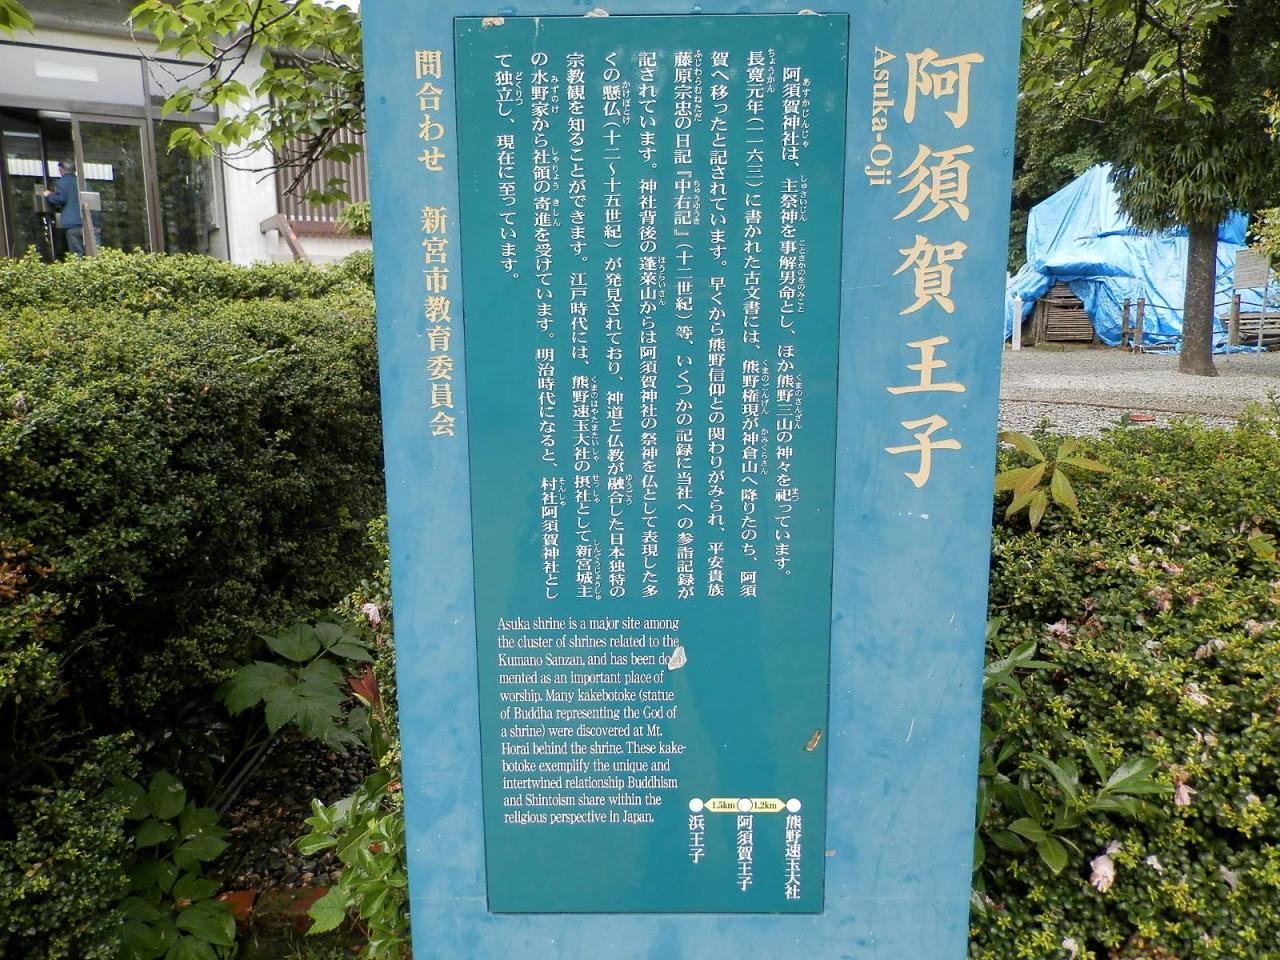 阿須賀王子
Asuka-Oji
阿須賀神社は、主祭神を事解男命とし、ほか熊野三山の神々を祀っています。
長寛元年（一一六三）に書かれた古文書には、熊野権現が神倉山へ降りたのち、阿須
賀へ移ったと記されています。早くから熊野信仰との関わりがみられ、平安貴族
藤原宗忠の日記『中右記』（十二世紀）等、いくつかの記録に当社への参詣記録が
記されています。神社背後の蓬莱山からは阿須賀神社の祭神を仏として表現した多
くの懸仏（十二～十五世紀）が発見されており、神道と仏教が融合した日本独特の
宗教観を知ることができます。江戸時代には、熊野速玉大社の摂社として新宮城主
の水野家から社領の寄進を受けています。明治時代になると、村社阿須賀神社とし
て独立し、現在に至っています。
問合わせ 新宮市教育委員会
Asuka shrine is a major site among
the cluster of shrines related to the
Kumano Sanzan, and has been docu-
mented as an important place of
worship. Many kakebotoke (statue
of Buddha representing the God of
a shrine) were discovered at Mt.
Horai behind the shrine. These kake-
botoke exemplify the unique and
intertwined relationship Buddhism
and Shintoism share within the
religious perspective in Japan.
1.5km 1.2km
熊野速玉大社
阿須賀王子
浜王子